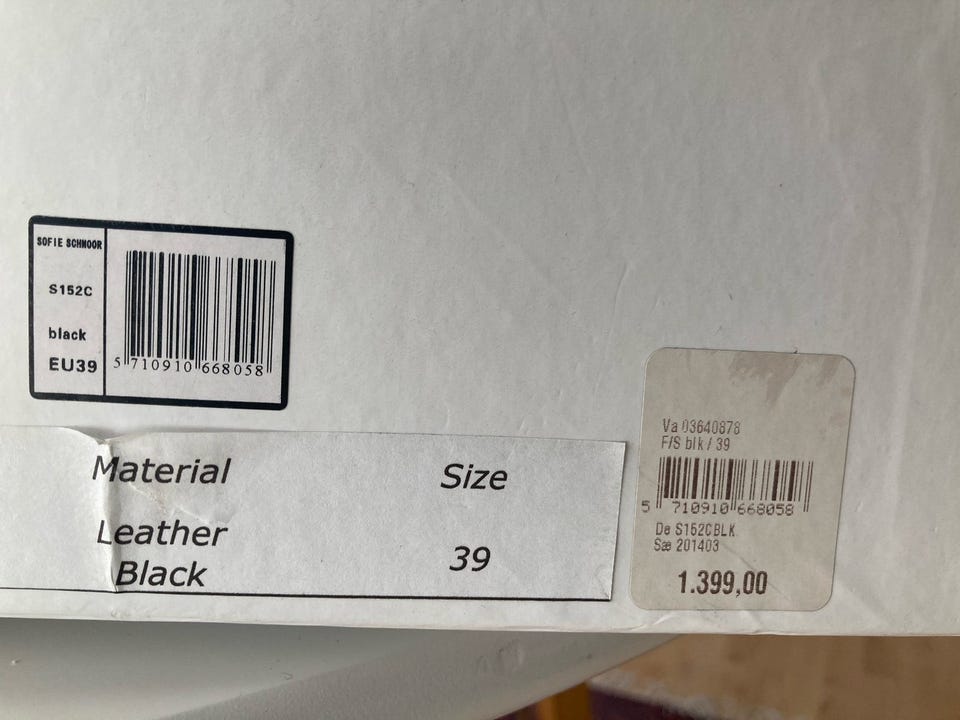 SOFIE SCHNOOR
S152C
black
EU39
5 710910 668058
Material Size
Leather
Black 39
Va 03640878
F/S blk / 39
5 710910 668058
De S152CBLK
Sæ 201403
1.399,00